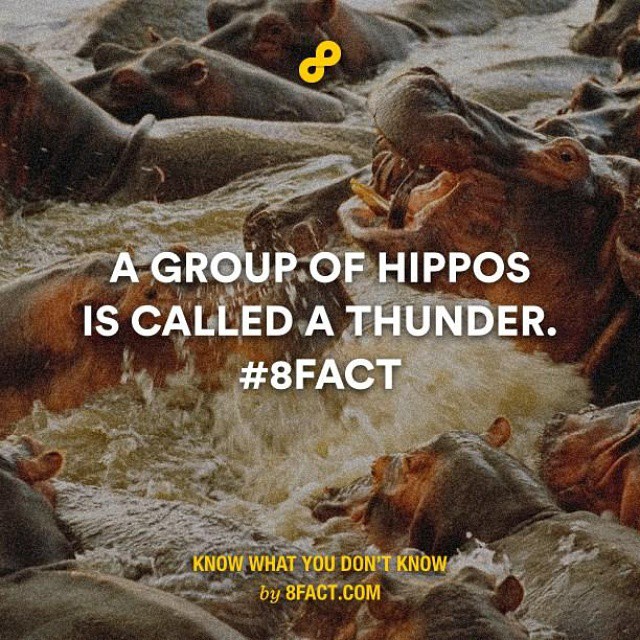 A GROUP OF HIPPOS
IS CALLED A THUNDER.
#8FACT
KNOW WHAT YOU DON'T KNOW
by 8FACT.COM